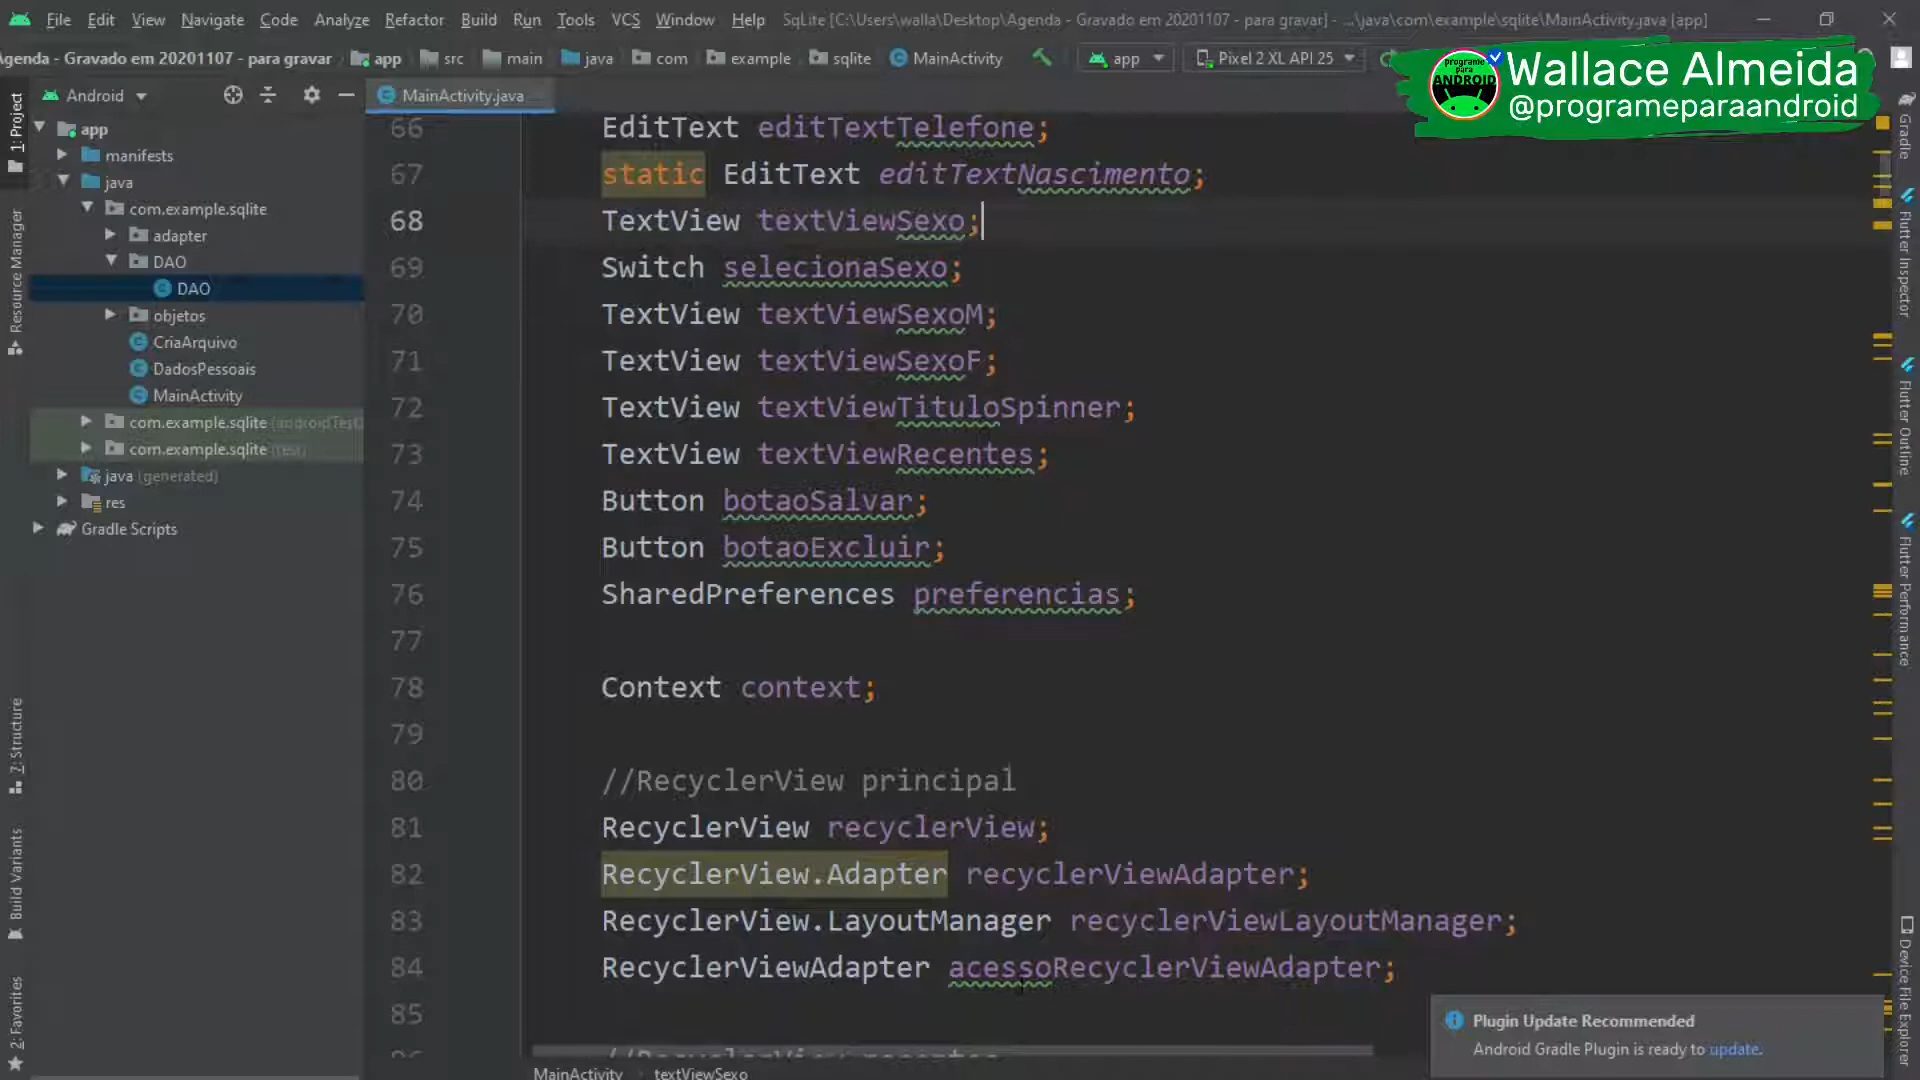 File Edit View Navigate Code Analyze Refactor Build Run Tools VCS Window Help SqLite [C:\Users\walla\Desktop\Agenda - Gravado em 20201107 - para gravar] - ...\java\com\example\sqlite\MainActivity.java [app]
Agenda - Gravado em 20201107 - para gravar app src main java com example sqlite MainActivity app Pixel 2 XL API 25
programe para ANDROID
Wallace Almeida
@programeparaandroid
Android
MainActivity.java
1: Project
Resource Manager
7: Structure
Build Variants
2: Favorites
app
manifests
java
com.example.sqlite
adapter
DAO
DAO
objetos
CriaArquivo
DadosPessoais
MainActivity
com.example.sqlite (androidTest)
com.example.sqlite (test)
java (generated)
res
Gradle Scripts
66 EditText editTextTelefone;
67 static EditText editTextNascimento;
68 TextView textViewSexo;
69 Switch selecionaSexo;
70 TextView textViewSexoM;
71 TextView textViewSexoF;
72 TextView textViewTituloSpinner;
73 TextView textViewRecentes;
74 Button botaoSalvar;
75 Button botaoExcluir;
76 SharedPreferences preferencias;
77
78 Context context;
79
80 //RecyclerView principal
81 RecyclerView recyclerView;
82 RecyclerView.Adapter recyclerViewAdapter;
83 RecyclerView.LayoutManager recyclerViewLayoutManager;
84 RecyclerViewAdapter acessoRecyclerViewAdapter;
85
MainActivity textViewSexo
Gradle
Flutter Inspector
Flutter Outline
Flutter Performance
Device File Explorer
Plugin Update Recommended
Android Gradle Plugin is ready to update.